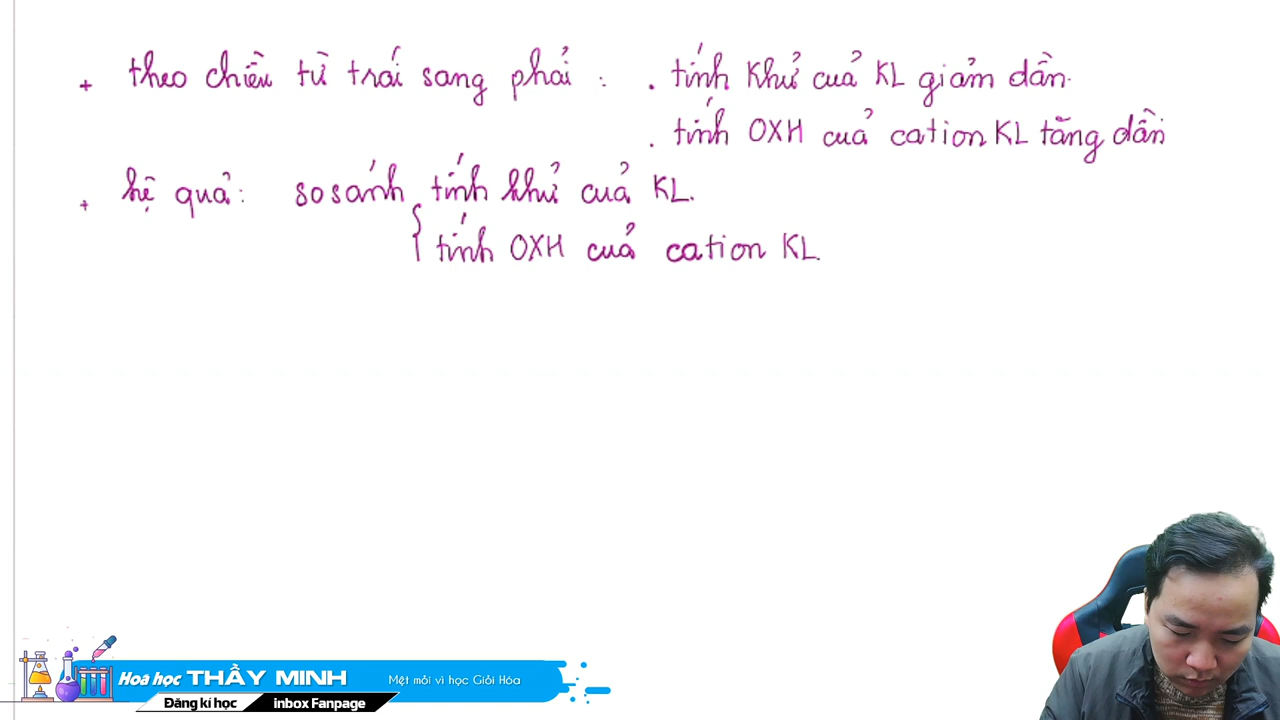 + theo chiều từ trái sang phải : . tính khử của KL giảm dần.
. tính OXH của cation KL tăng dần
+ hệ quả: so sánh { tính khử của KL.
tính OXH của cation KL.
Hoá học THẦY MINH
Mệt mỏi vì học Giỏi Hóa
Đăng kí học inbox Fanpage